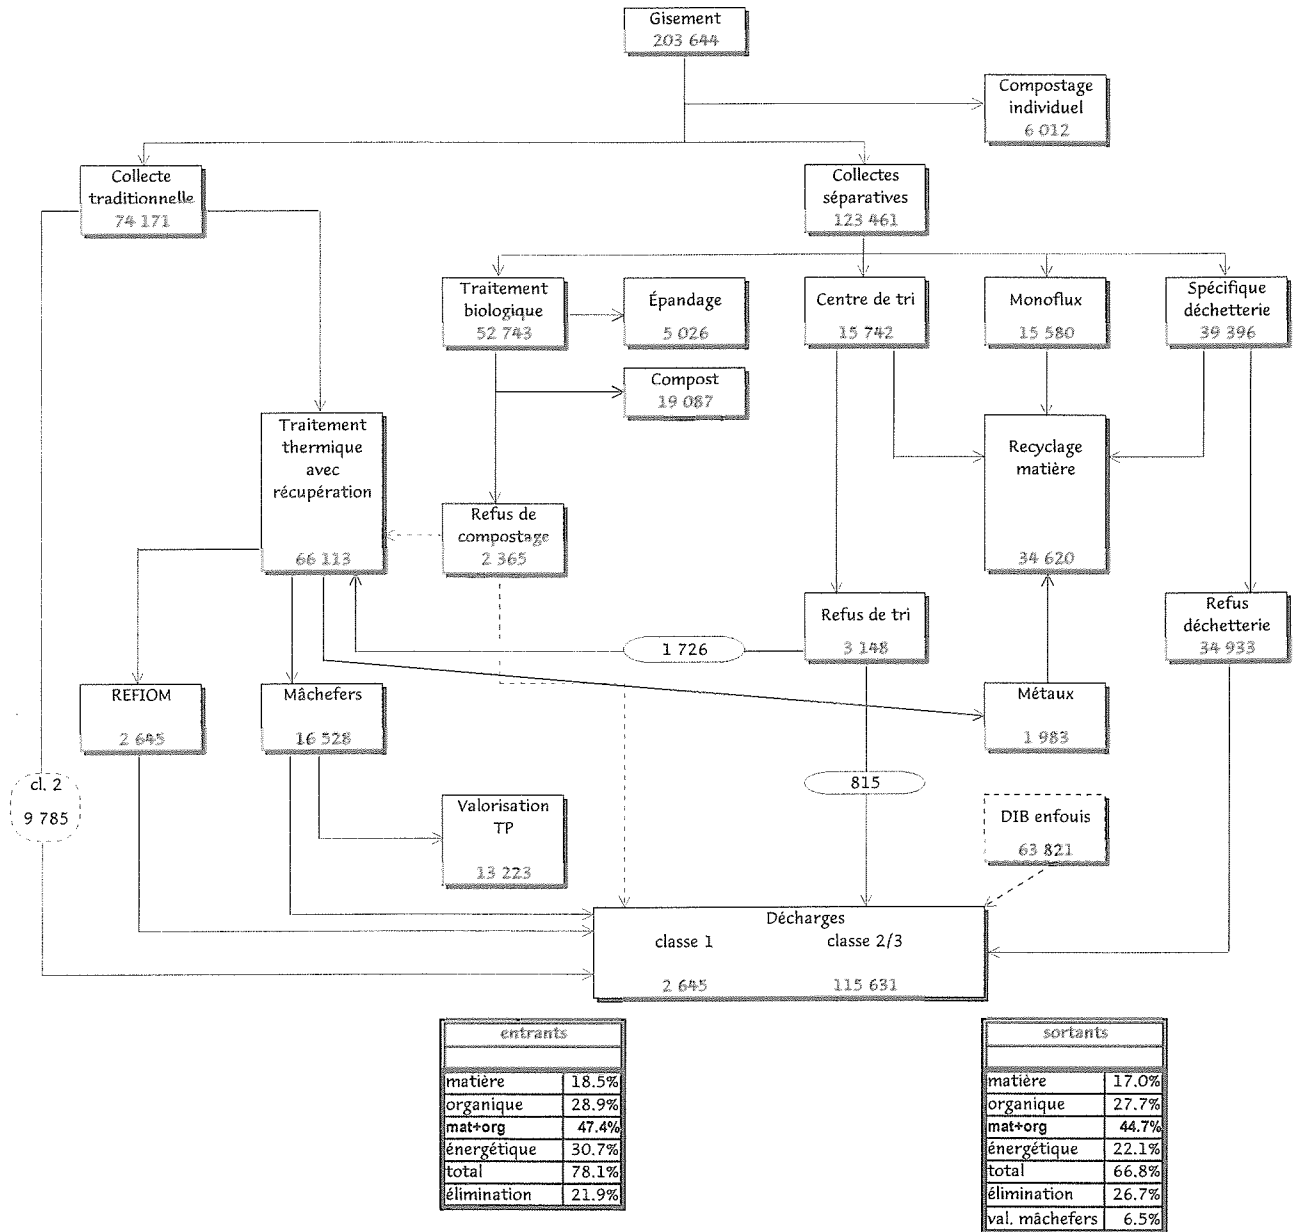 Gisement
203 644
Compostage
individuel
6 012
Collecte
traditionnelle
74 171
Collectes
séparatives
123 461
Traitement
biologique
52 743
Épandage
5 026
Centre de tri
15 742
Monoflux
15 580
Spécifique
déchetterie
39 396
Compost
19 087
Traitement
thermique
avec
récupération
66 113
Recyclage
matière
34 620
Refus de
compostage
2 365
Refus de tri
3 148
Refus
déchetterie
34 933
1 726
REFIOM
2 645
Mâchefers
16 528
Métaux
1 983
cl. 2
9 785
815
Valorisation
TP
13 223
DIB enfouis
63 821
Décharges
classe 1 classe 2/3
2 645 115 631
entrants
matière 18.5%
organique 28.9%
mat+org 47.4%
énergétique 30.7%
total 78.1%
élimination 21.9%
sortants
matière 17.0%
organique 27.7%
mat+org 44.7%
énergétique 22.1%
total 66.8%
élimination 26.7%
val. mâchefers 6.5%